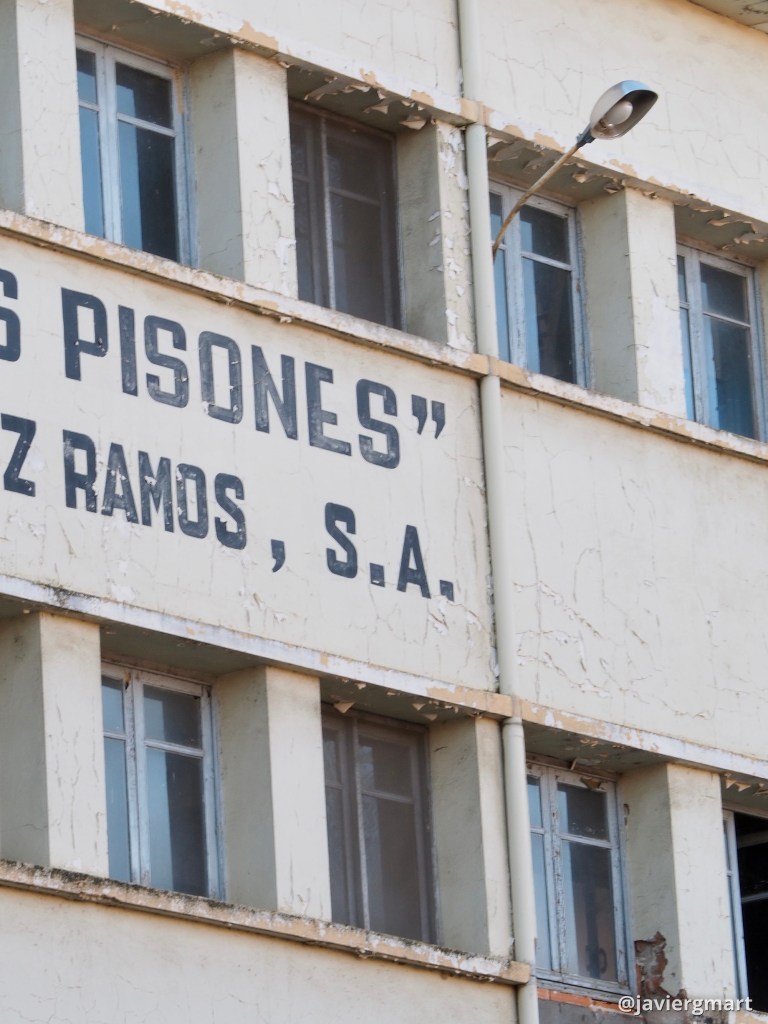 S PISONES”
Z RAMOS, S.A.
@javiergmart